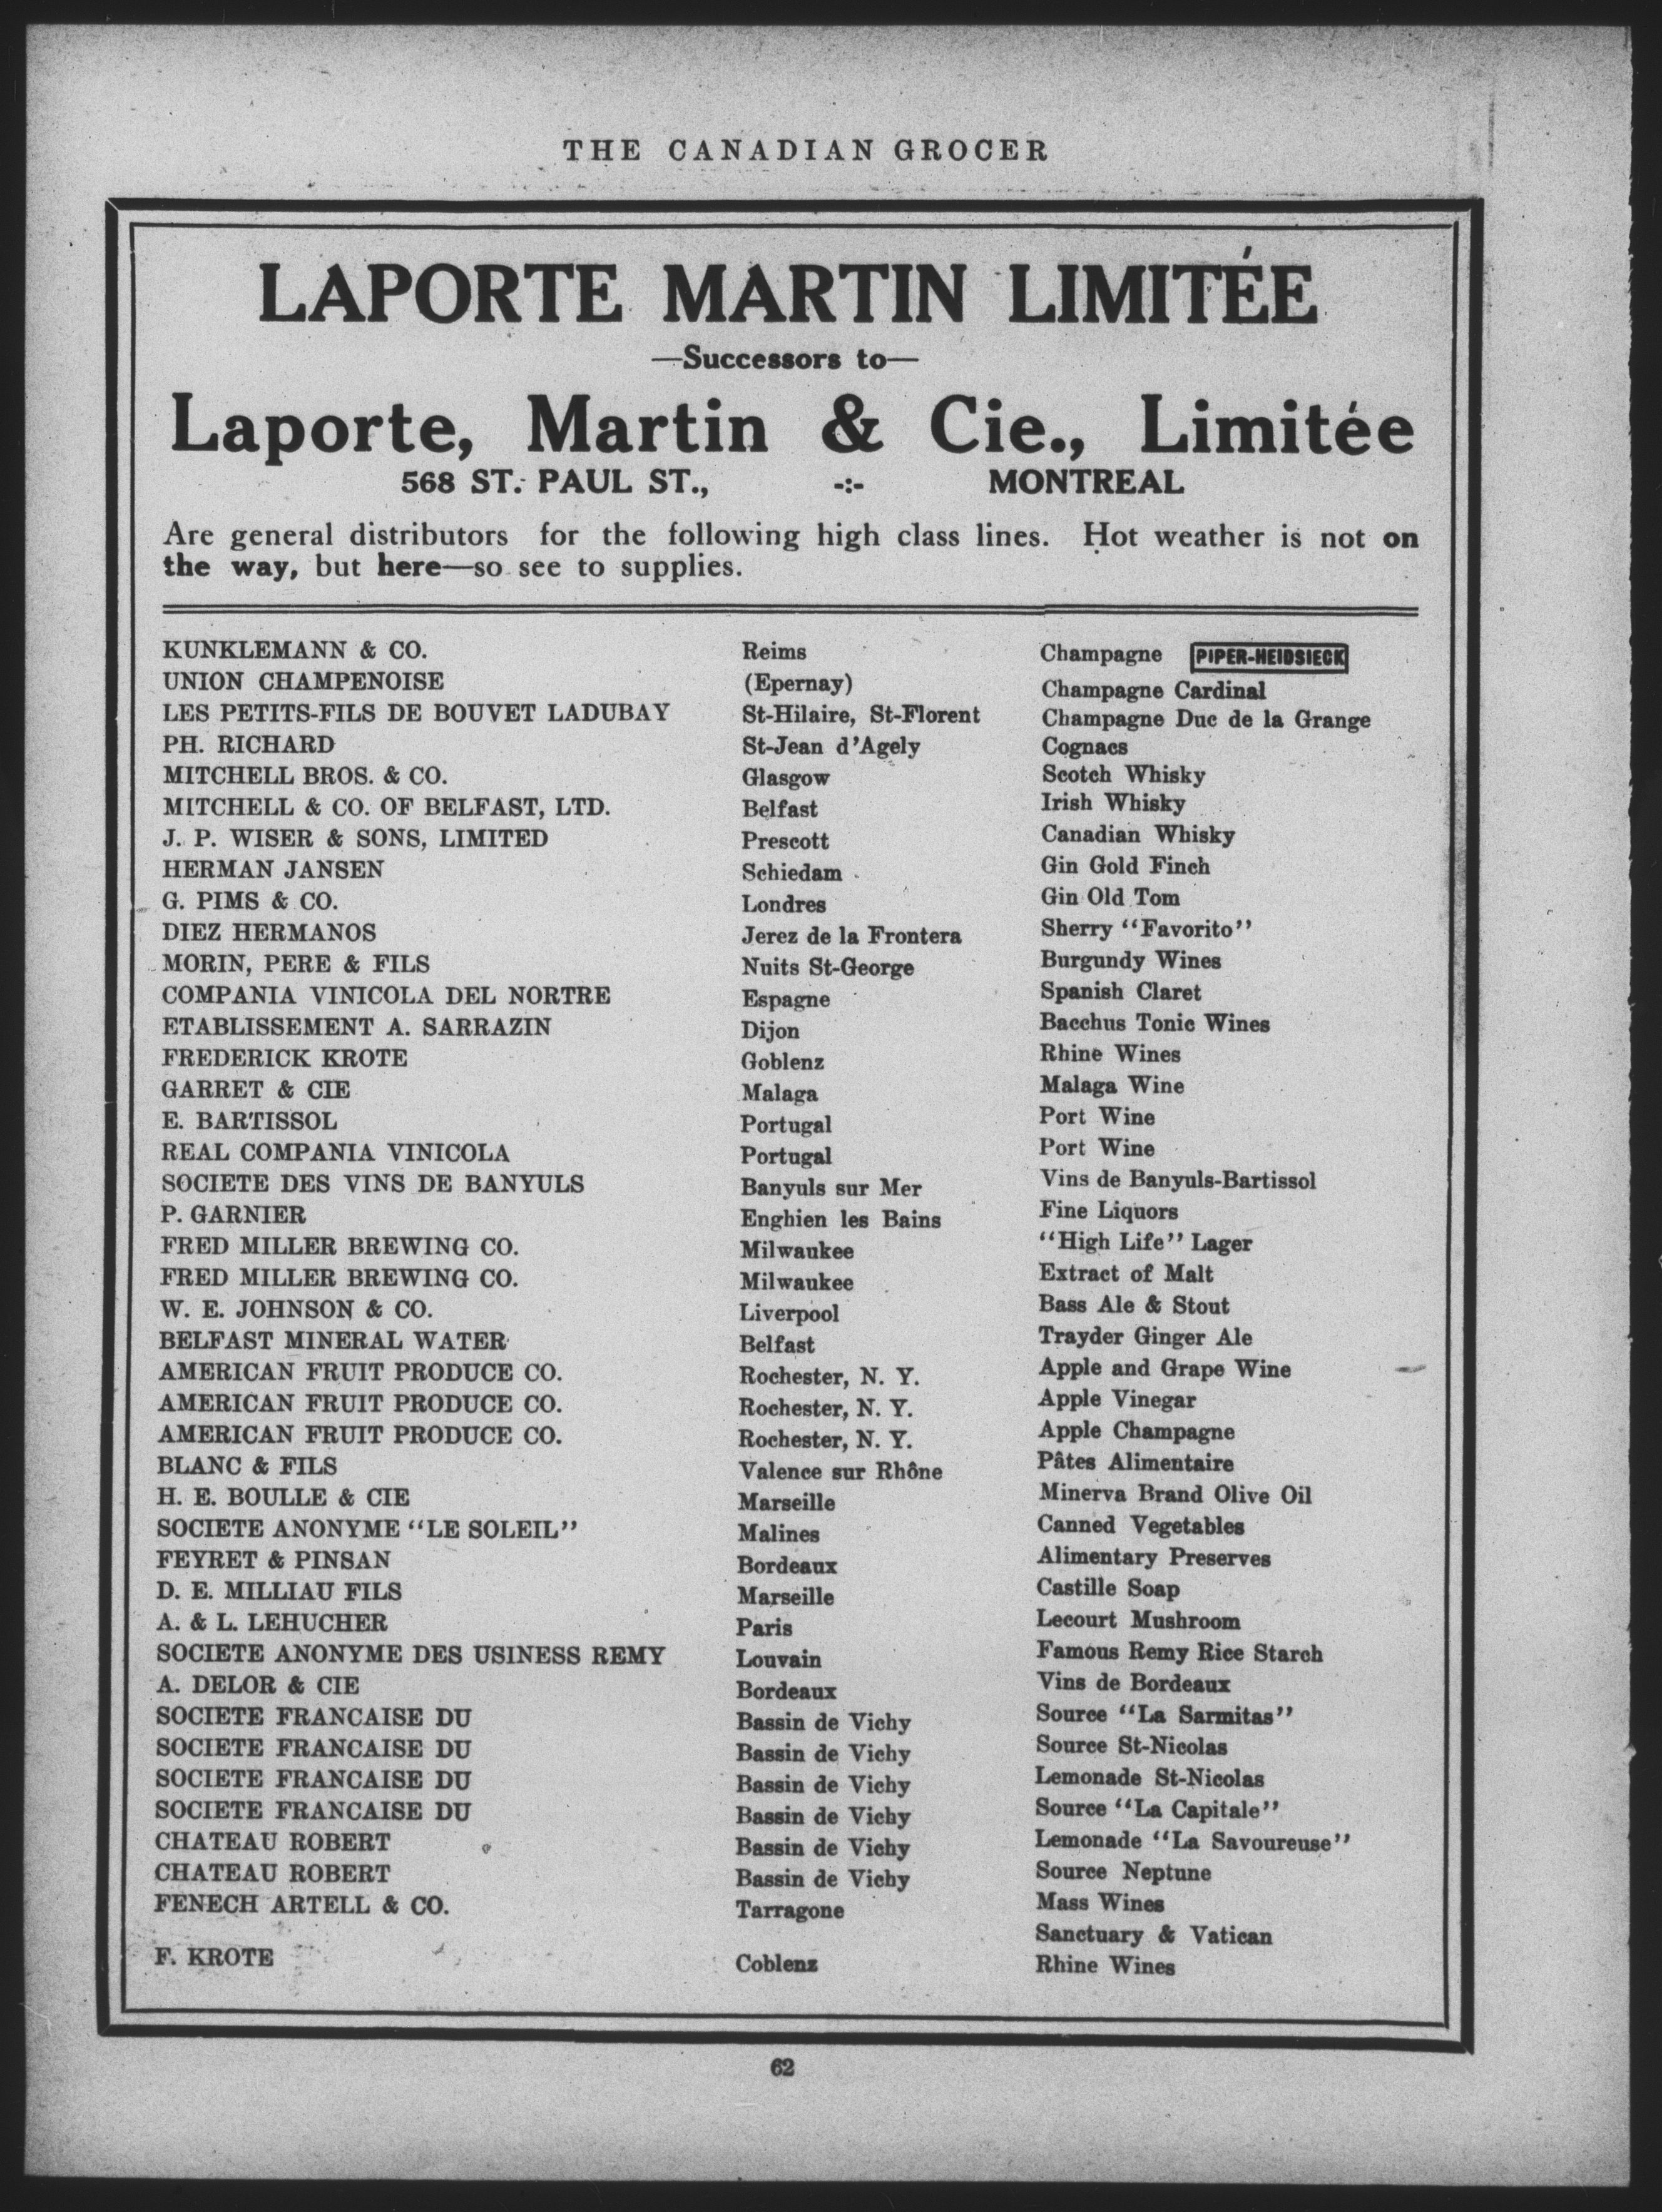 THE CANADIAN GROCER
LAPORTE MARTIN LIMITÉE
—Successors to—
Laporte, Martin & Cie., Limitée
568 ST. PAUL ST., -:- MONTREAL
Are general distributors for the following high class lines. Hot weather is not on
the way, but here—so see to supplies.
KUNKLEMANN & CO. Reims Champagne PIPER-HEIDSIECK
UNION CHAMPENOISE (Epernay) Champagne Cardinal
LES PETITS-FILS DE BOUVET LADUBAY St-Hilaire, St-Florent Champagne Duc de la Grange
PH. RICHARD St-Jean d'Agely Cognacs
MITCHELL BROS. & CO. Glasgow Scotch Whisky
MITCHELL & CO. OF BELFAST, LTD. Belfast Irish Whisky
J. P. WISER & SONS, LIMITED Prescott Canadian Whisky
HERMAN JANSEN Schiedam Gin Gold Finch
G. PIMS & CO. Londres Gin Old Tom
DIEZ HERMANOS Jerez de la Frontera Sherry "Favorito"
MORIN, PERE & FILS Nuits St-George Burgundy Wines
COMPANIA VINICOLA DEL NORTRE Espagne Spanish Claret
ETABLISSEMENT A. SARRAZIN Dijon Bacchus Tonic Wines
FREDERICK KROTE Goblenz Rhine Wines
GARRET & CIE Malaga Malaga Wine
E. BARTISSOL Portugal Port Wine
REAL COMPANIA VINICOLA Portugal Port Wine
SOCIETE DES VINS DE BANYULS Banyuls sur Mer Vins de Banyuls-Bartissol
P. GARNIER Enghien les Bains Fine Liquors
FRED MILLER BREWING CO. Milwaukee "High Life" Lager
FRED MILLER BREWING CO. Milwaukee Extract of Malt
W. E. JOHNSON & CO. Liverpool Bass Ale & Stout
BELFAST MINERAL WATER Belfast Trayder Ginger Ale
AMERICAN FRUIT PRODUCE CO. Rochester, N. Y. Apple and Grape Wine
AMERICAN FRUIT PRODUCE CO. Rochester, N. Y. Apple Vinegar
AMERICAN FRUIT PRODUCE CO. Rochester, N. Y. Apple Champagne
BLANC & FILS Valence sur Rhône Pâtes Alimentaire
H. E. BOULLE & CIE Marseille Minerva Brand Olive Oil
SOCIETE ANONYME "LE SOLEIL" Malines Canned Vegetables
FEYRET & PINSAN Bordeaux Alimentary Preserves
D. E. MILLIAU FILS Marseille Castille Soap
A. & L. LEHUCHER Paris Lecourt Mushroom
SOCIETE ANONYME DES USINESS REMY Louvain Famous Remy Rice Starch
A. DELOR & CIE Bordeaux Vins de Bordeaux
SOCIETE FRANCAISE DU Bassin de Vichy Source "La Sarmitas"
SOCIETE FRANCAISE DU Bassin de Vichy Source St-Nicolas
SOCIETE FRANCAISE DU Bassin de Vichy Lemonade St-Nicolas
SOCIETE FRANCAISE DU Bassin de Vichy Source "La Capitale"
CHATEAU ROBERT Bassin de Vichy Lemonade "La Savoureuse"
CHATEAU ROBERT Bassin de Vichy Source Neptune
FENECH ARTELL & CO. Tarragone Mass Wines
Sanctuary & Vatican
F. KROTE Coblenz Rhine Wines
62